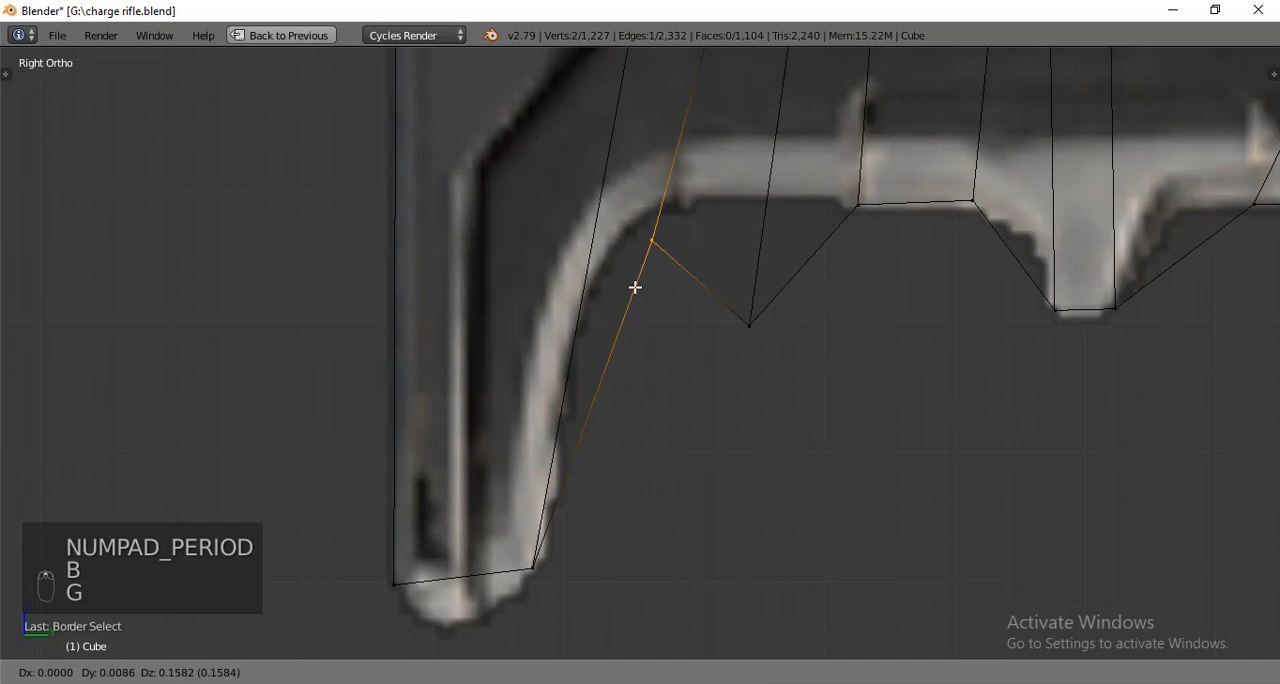 Blender* [G:\charge rifle.blend]
File Render Window Help Back to Previous Cycles Render v2.79 | Verts:2/1,227 | Edges:1/2,332 | Faces:0/1,104 | Tris:2,240 | Mem:15.22M | Cube
Right Ortho
NUMPAD_PERIOD
B
G
Last: Border Select
(1) Cube
Activate Windows
Go to Settings to activate Windows.
Dx: 0.0000 Dy: 0.0086 Dz: 0.1582 (0.1584)